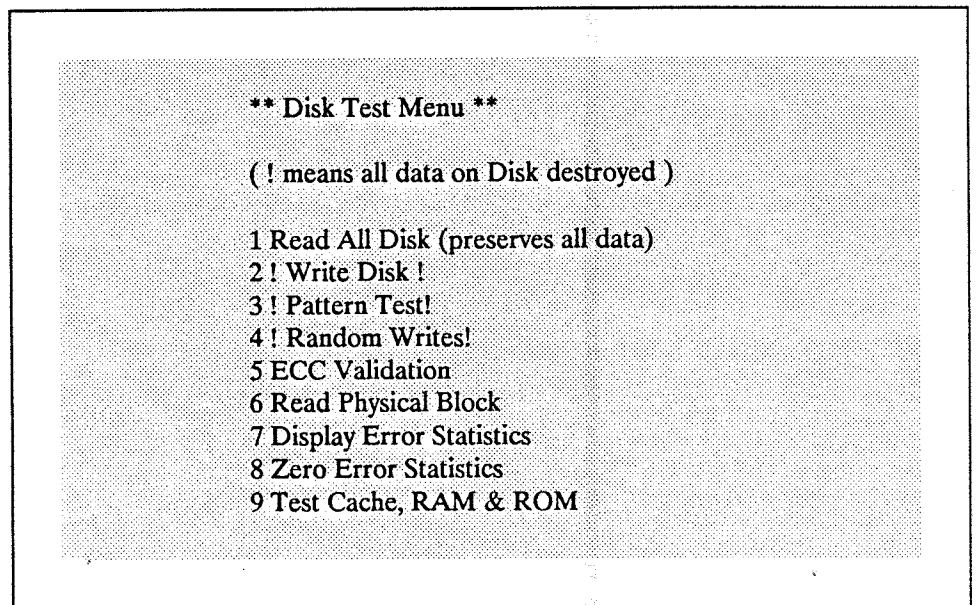 ** Disk Test Menu **
( ! means all data on Disk destroyed )
1 Read All Disk (preserves all data)
2 ! Write Disk !
3 ! Pattern Test!
4 ! Random Writes!
5 ECC Validation
6 Read Physical Block
7 Display Error Statistics
8 Zero Error Statistics
9 Test Cache, RAM & ROM